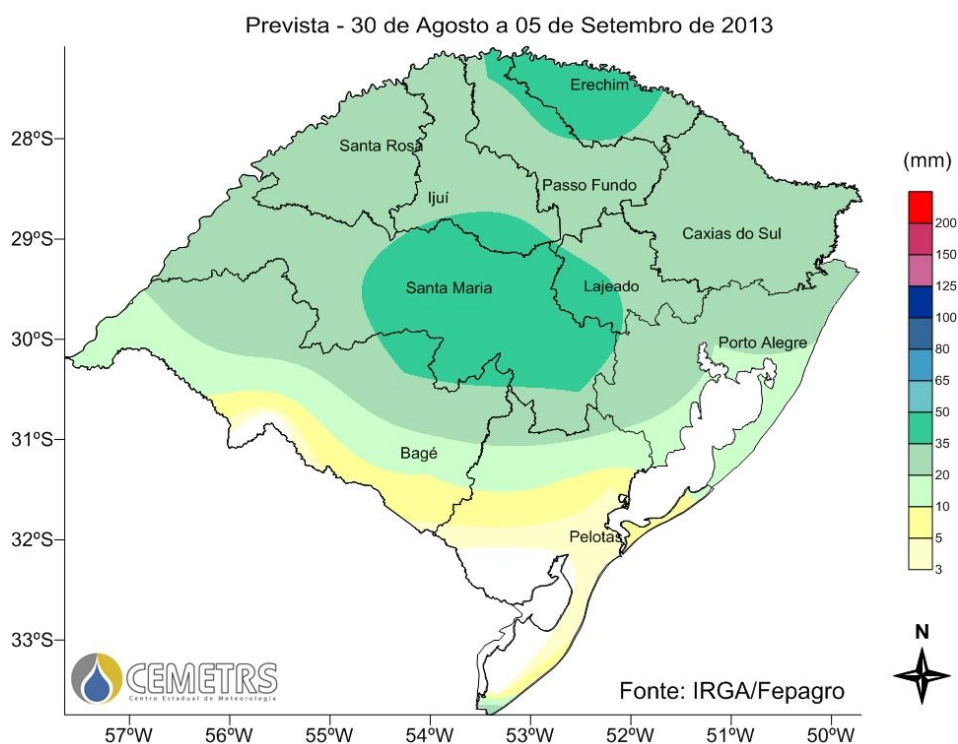 Prevista - 30 de Agosto a 05 de Setembro de 2013
Erechim
28ºS
Santa Rosa
(mm)
Passo Fundo
Ijuí
200
29ºS
Caxias do Sul
150
Santa Maria
Lajeado
125
100
30ºS
Porto Alegre
80
65
50
31ºS
Bagé
35
20
10
32ºS
Pelotas
5
3
33ºS
N
CEMETRS
Centro Estadual de Meteorologia
Fonte: IRGA/Fepagro
57ºW 56ºW 55ºW 54ºW 53ºW 52ºW 51ºW 50ºW